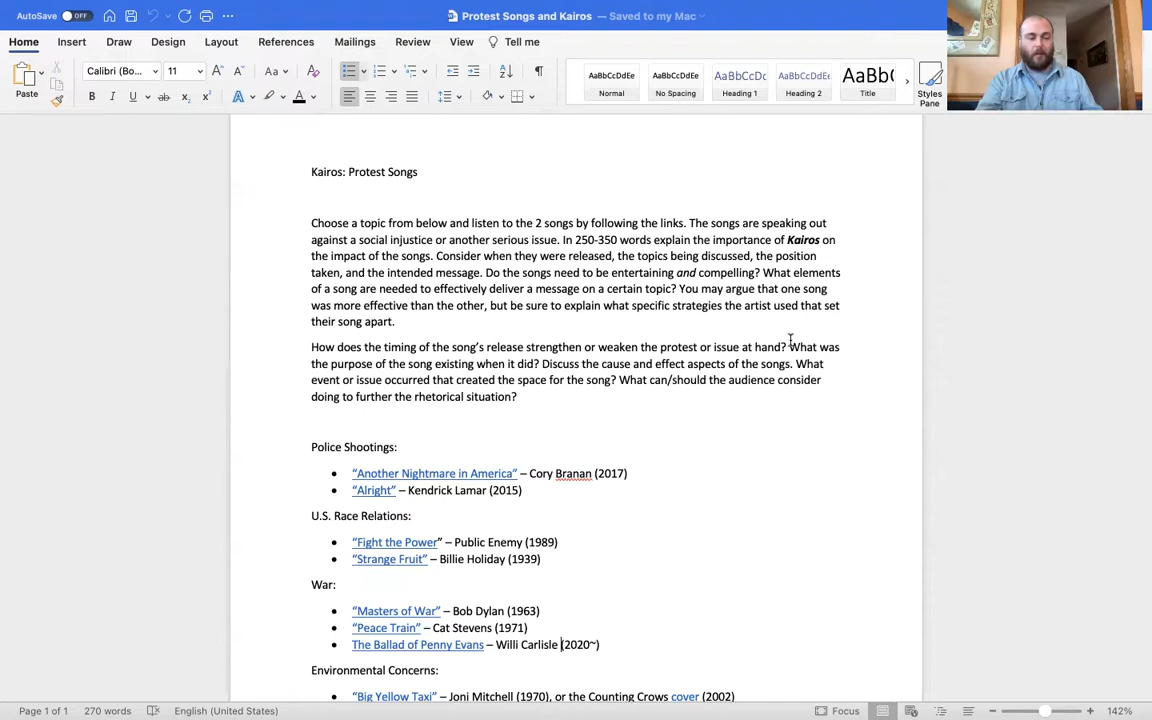 AutoSave OFF Protest Songs and Kairos — Saved to my Mac
Home Insert Draw Design Layout References Mailings Review View Tell me
Paste Calibri (Bo... 11 A A Aa A AaBbCcDdEe AaBbCcDdEe AaBbCcDc AaBbCcDdEe AaBb( Styles Pane
B I U ab x₂ x² A A Normal No Spacing Heading 1 Heading 2 Title
Kairos: Protest Songs
Choose a topic from below and listen to the 2 songs by following the links. The songs are speaking out
against a social injustice or another serious issue. In 250-350 words explain the importance of Kairos on
the impact of the songs. Consider when they were released, the topics being discussed, the position
taken, and the intended message. Do the songs need to be entertaining and compelling? What elements
of a song are needed to effectively deliver a message on a certain topic? You may argue that one song
was more effective than the other, but be sure to explain what specific strategies the artist used that set
their song apart.
How does the timing of the song’s release strengthen or weaken the protest or issue at hand? What was
the purpose of the song existing when it did? Discuss the cause and effect aspects of the songs. What
event or issue occurred that created the space for the song? What can/should the audience consider
doing to further the rhetorical situation?
Police Shootings:
• “Another Nightmare in America” – Cory Branan (2017)
• “Alright” – Kendrick Lamar (2015)
U.S. Race Relations:
• “Fight the Power” – Public Enemy (1989)
• “Strange Fruit” – Billie Holiday (1939)
War:
• “Masters of War” – Bob Dylan (1963)
• “Peace Train” – Cat Stevens (1971)
• The Ballad of Penny Evans – Willi Carlisle (2020~)
Environmental Concerns:
• “Big Yellow Taxi” – Joni Mitchell (1970), or the Counting Crows cover (2002)
Page 1 of 1 270 words English (United States) Focus 142%